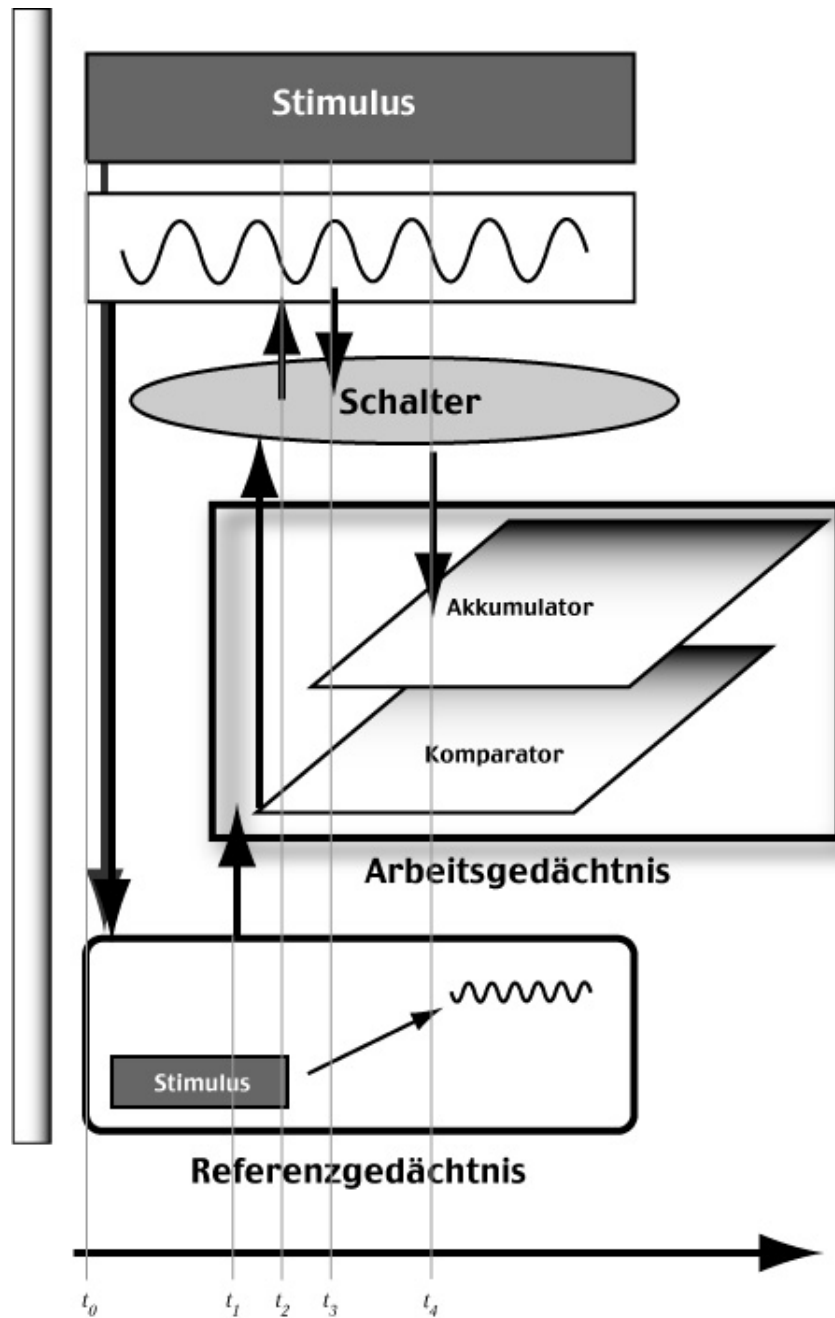 Stimulus
Schalter
Akkumulator
Komparator
Arbeitsgedächtnis
Stimulus
Referenzgedächtnis
t0 t1 t2 t3 t4